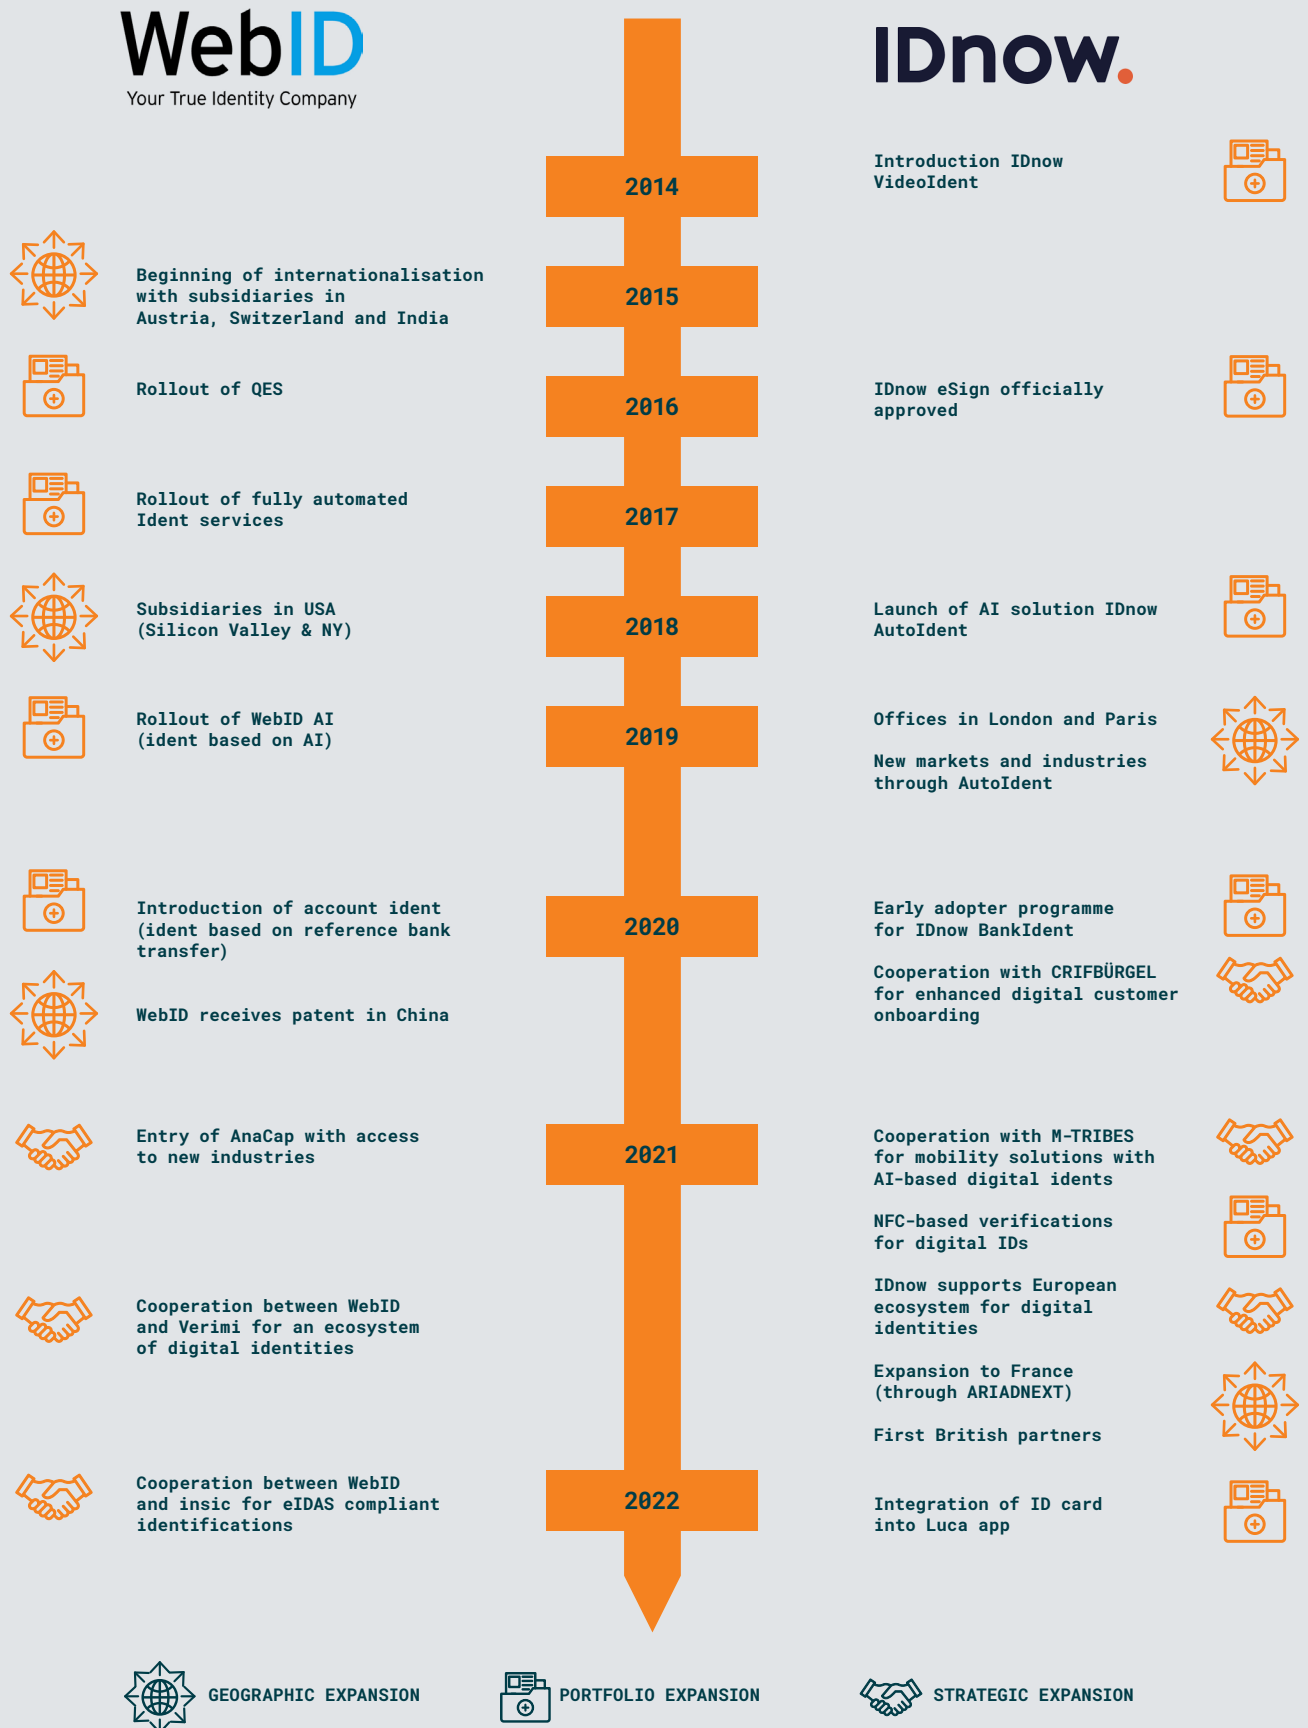 WebID
Your True Identity Company
IDnow.
2014
Introduction IDnow
VideoIdent
Beginning of internationalisation
with subsidiaries in
Austria, Switzerland and India
2015
Rollout of QES
2016
IDnow eSign officially
approved
Rollout of fully automated
Ident services
2017
Subsidiaries in USA
(Silicon Valley & NY)
2018
Launch of AI solution IDnow
AutoIdent
Rollout of WebID AI
(ident based on AI)
2019
Offices in London and Paris
New markets and industries
through AutoIdent
Introduction of account ident
(ident based on reference bank
transfer)
WebID receives patent in China
2020
Early adopter programme
for IDnow BankIdent
Cooperation with CRIFBÜRGEL
for enhanced digital customer
onboarding
Entry of AnaCap with access
to new industries
Cooperation between WebID
and Verimi for an ecosystem
of digital identities
2021
Cooperation with M-TRIBES
for mobility solutions with
AI-based digital idents
NFC-based verifications
for digital IDs
IDnow supports European
ecosystem for digital
identities
Expansion to France
(through ARIADNEXT)
First British partners
Cooperation between WebID
and insic for eIDAS compliant
identifications
2022
Integration of ID card
into Luca app
GEOGRAPHIC EXPANSION
PORTFOLIO EXPANSION
STRATEGIC EXPANSION